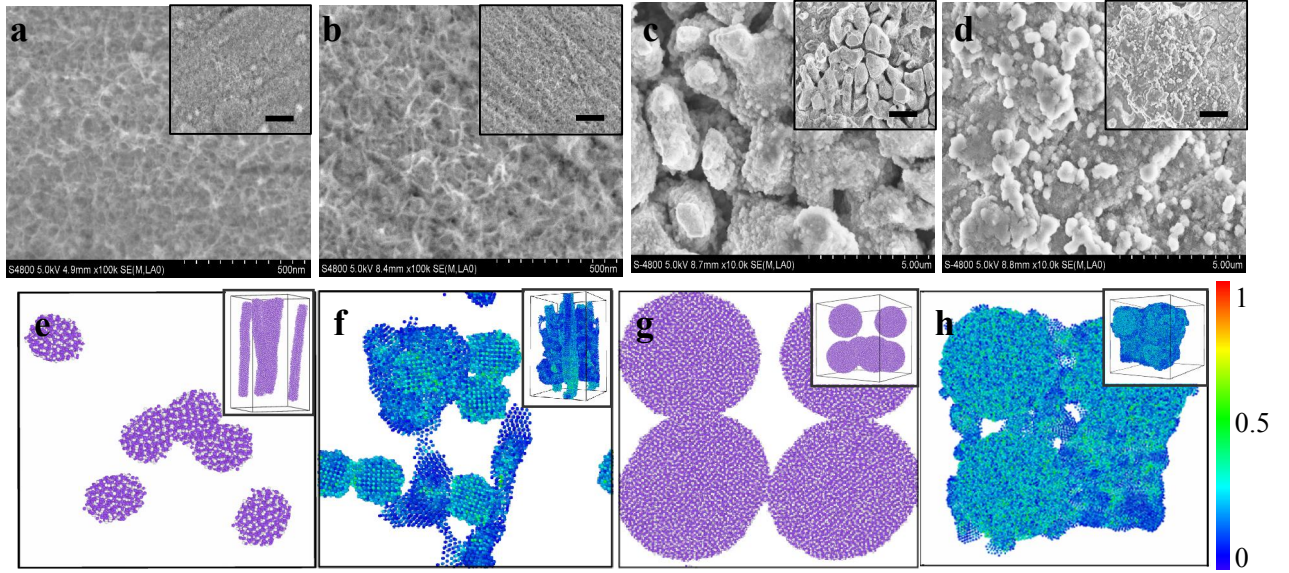 a
b
c
d
S4800 5.0kV 4.9mm x100k SE(M,LA0) 500nm
S4800 5.0kV 8.4mm x100k SE(M,LA0) 500nm
S-4800 5.0kV 8.7mm x10.0k SE(M,LA0) 5.00um
S-4800 5.0kV 8.8mm x10.0k SE(M,LA0) 5.00um
e
f
g
h
1
0.5
0